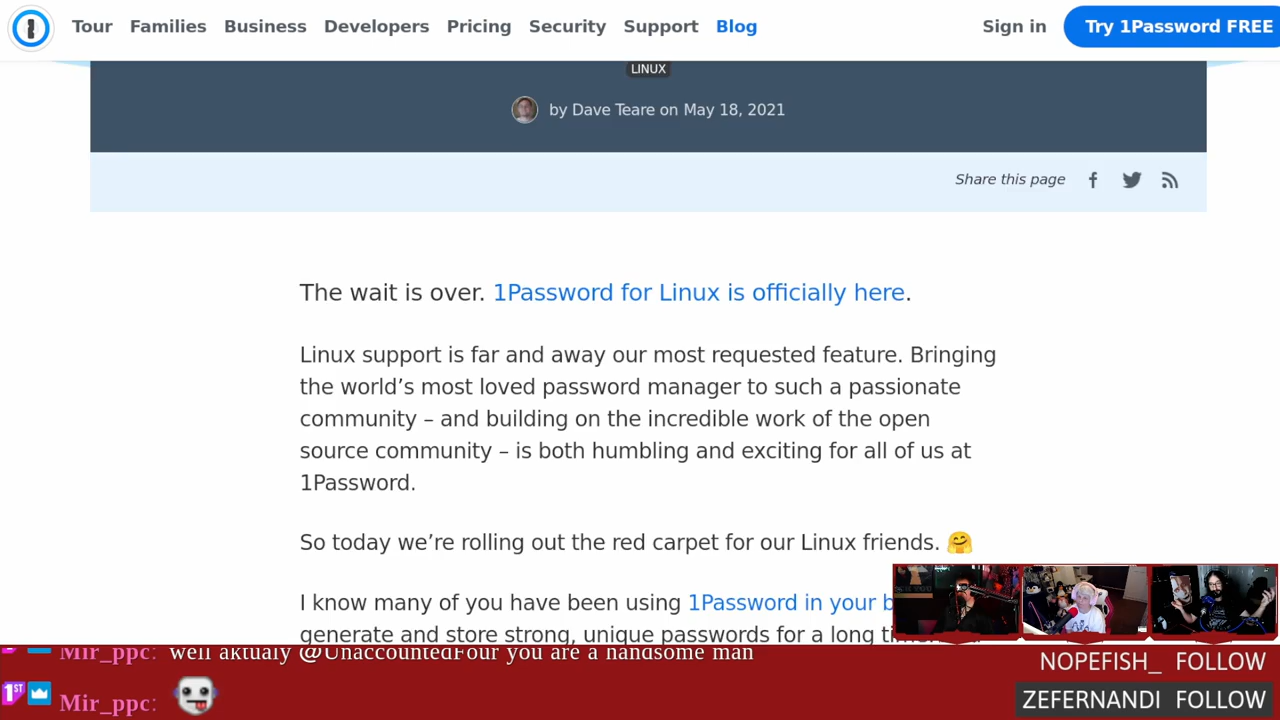 Tour Families Business Developers Pricing Security Support Blog Sign in Try 1Password FREE
LINUX
by Dave Teare on May 18, 2021
Share this page
The wait is over. 1Password for Linux is officially here.
Linux support is far and away our most requested feature. Bringing
the world’s most loved password manager to such a passionate
community – and building on the incredible work of the open
source community – is both humbling and exciting for all of us at
1Password.
So today we’re rolling out the red carpet for our Linux friends. 🤗
I know many of you have been using 1Password in your
generate and store strong, unique passwords for a long
Mir_ppc: well aktualy @UnaccountedFour you are a handsome man
1ST Mir_ppc:
NOPEFISH_ FOLLOW
ZEFERNANDI FOLLOW